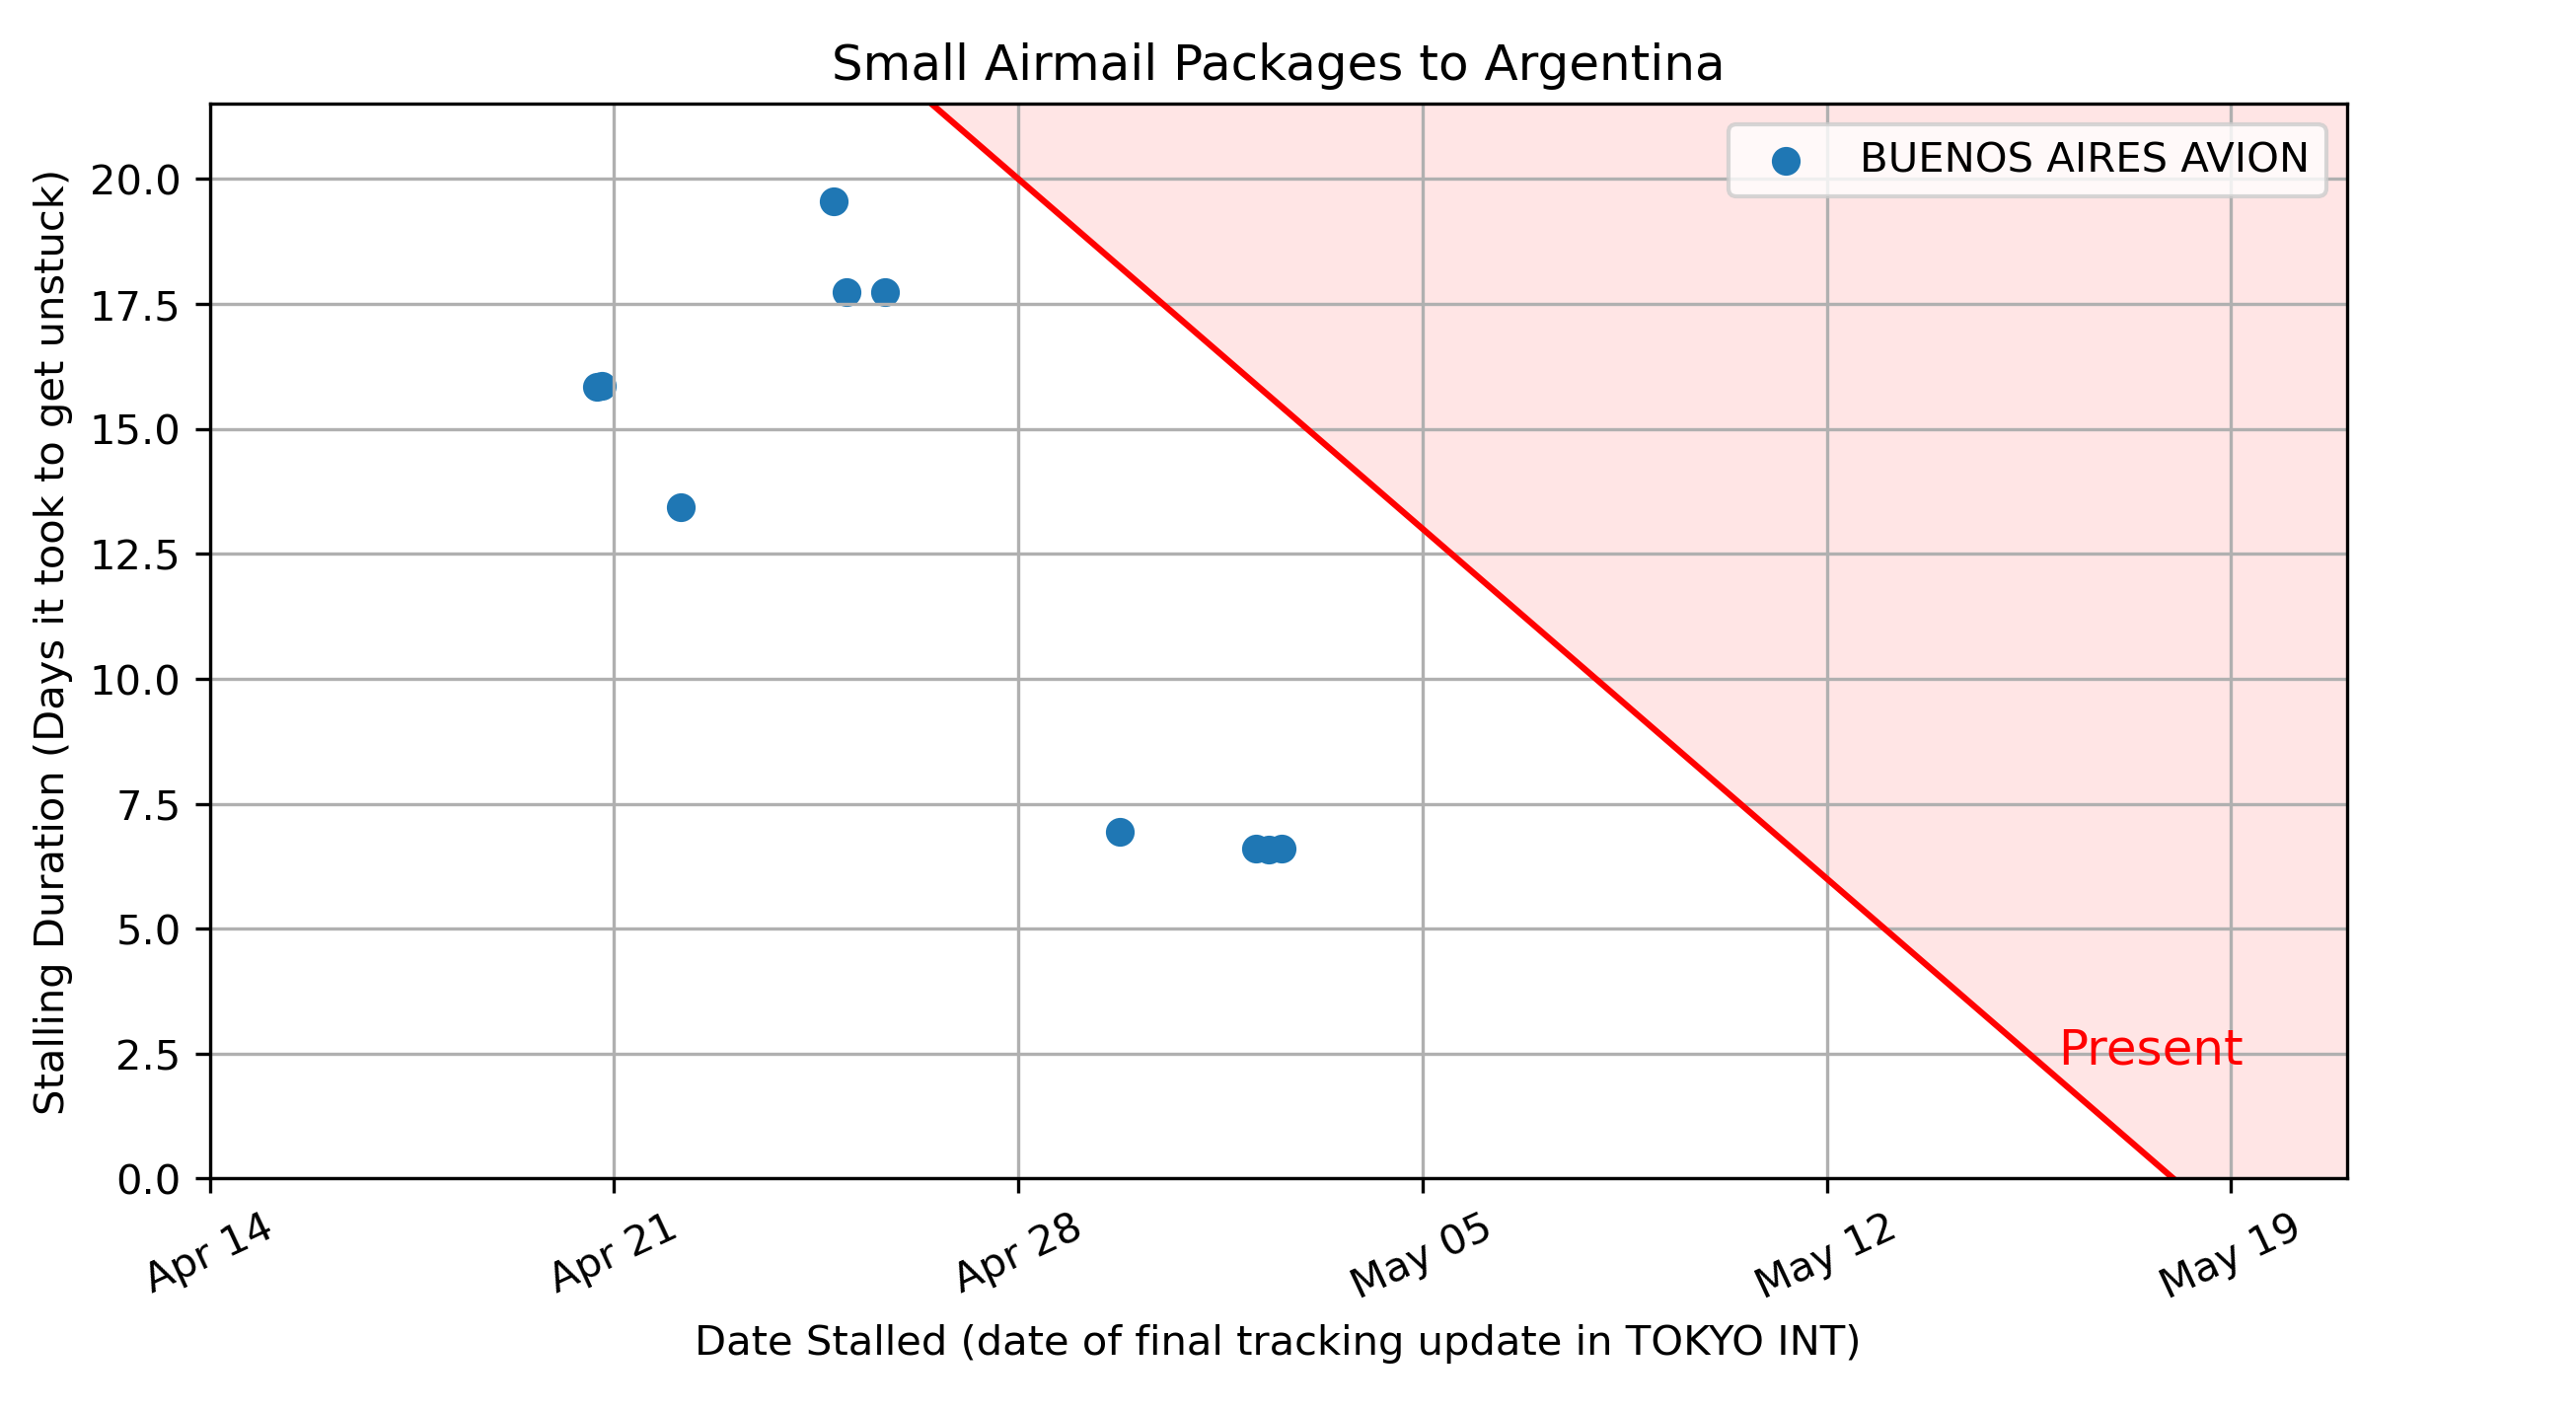 Small Airmail Packages to Argentina
BUENOS AIRES AVION
Stalling Duration (Days it took to get unstuck)
20.0
17.5
15.0
12.5
10.0
7.5
5.0
2.5
0.0
Present
Apr 14
Apr 21
Apr 28
May 05
May 12
May 19
Date Stalled (date of final tracking update in TOKYO INT)